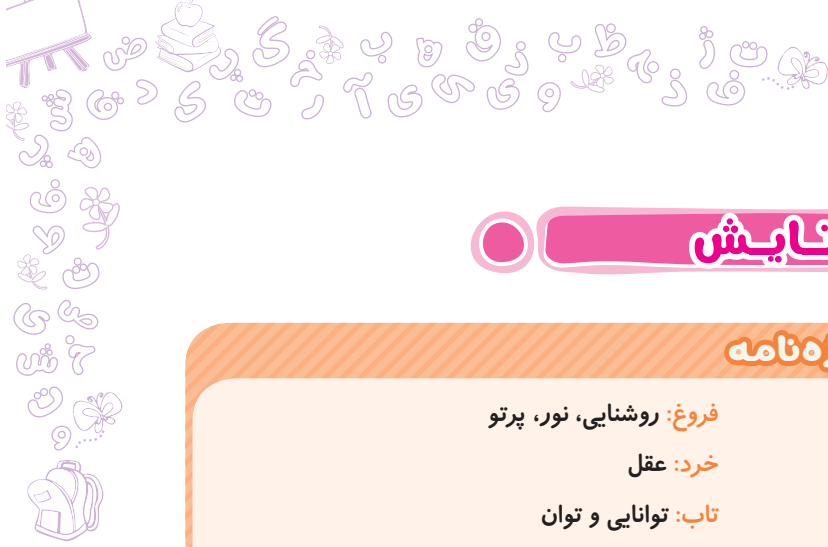 فروغ: روشنایی، نور، پرتو
خرد: عقل
تاب: توانایی و توان